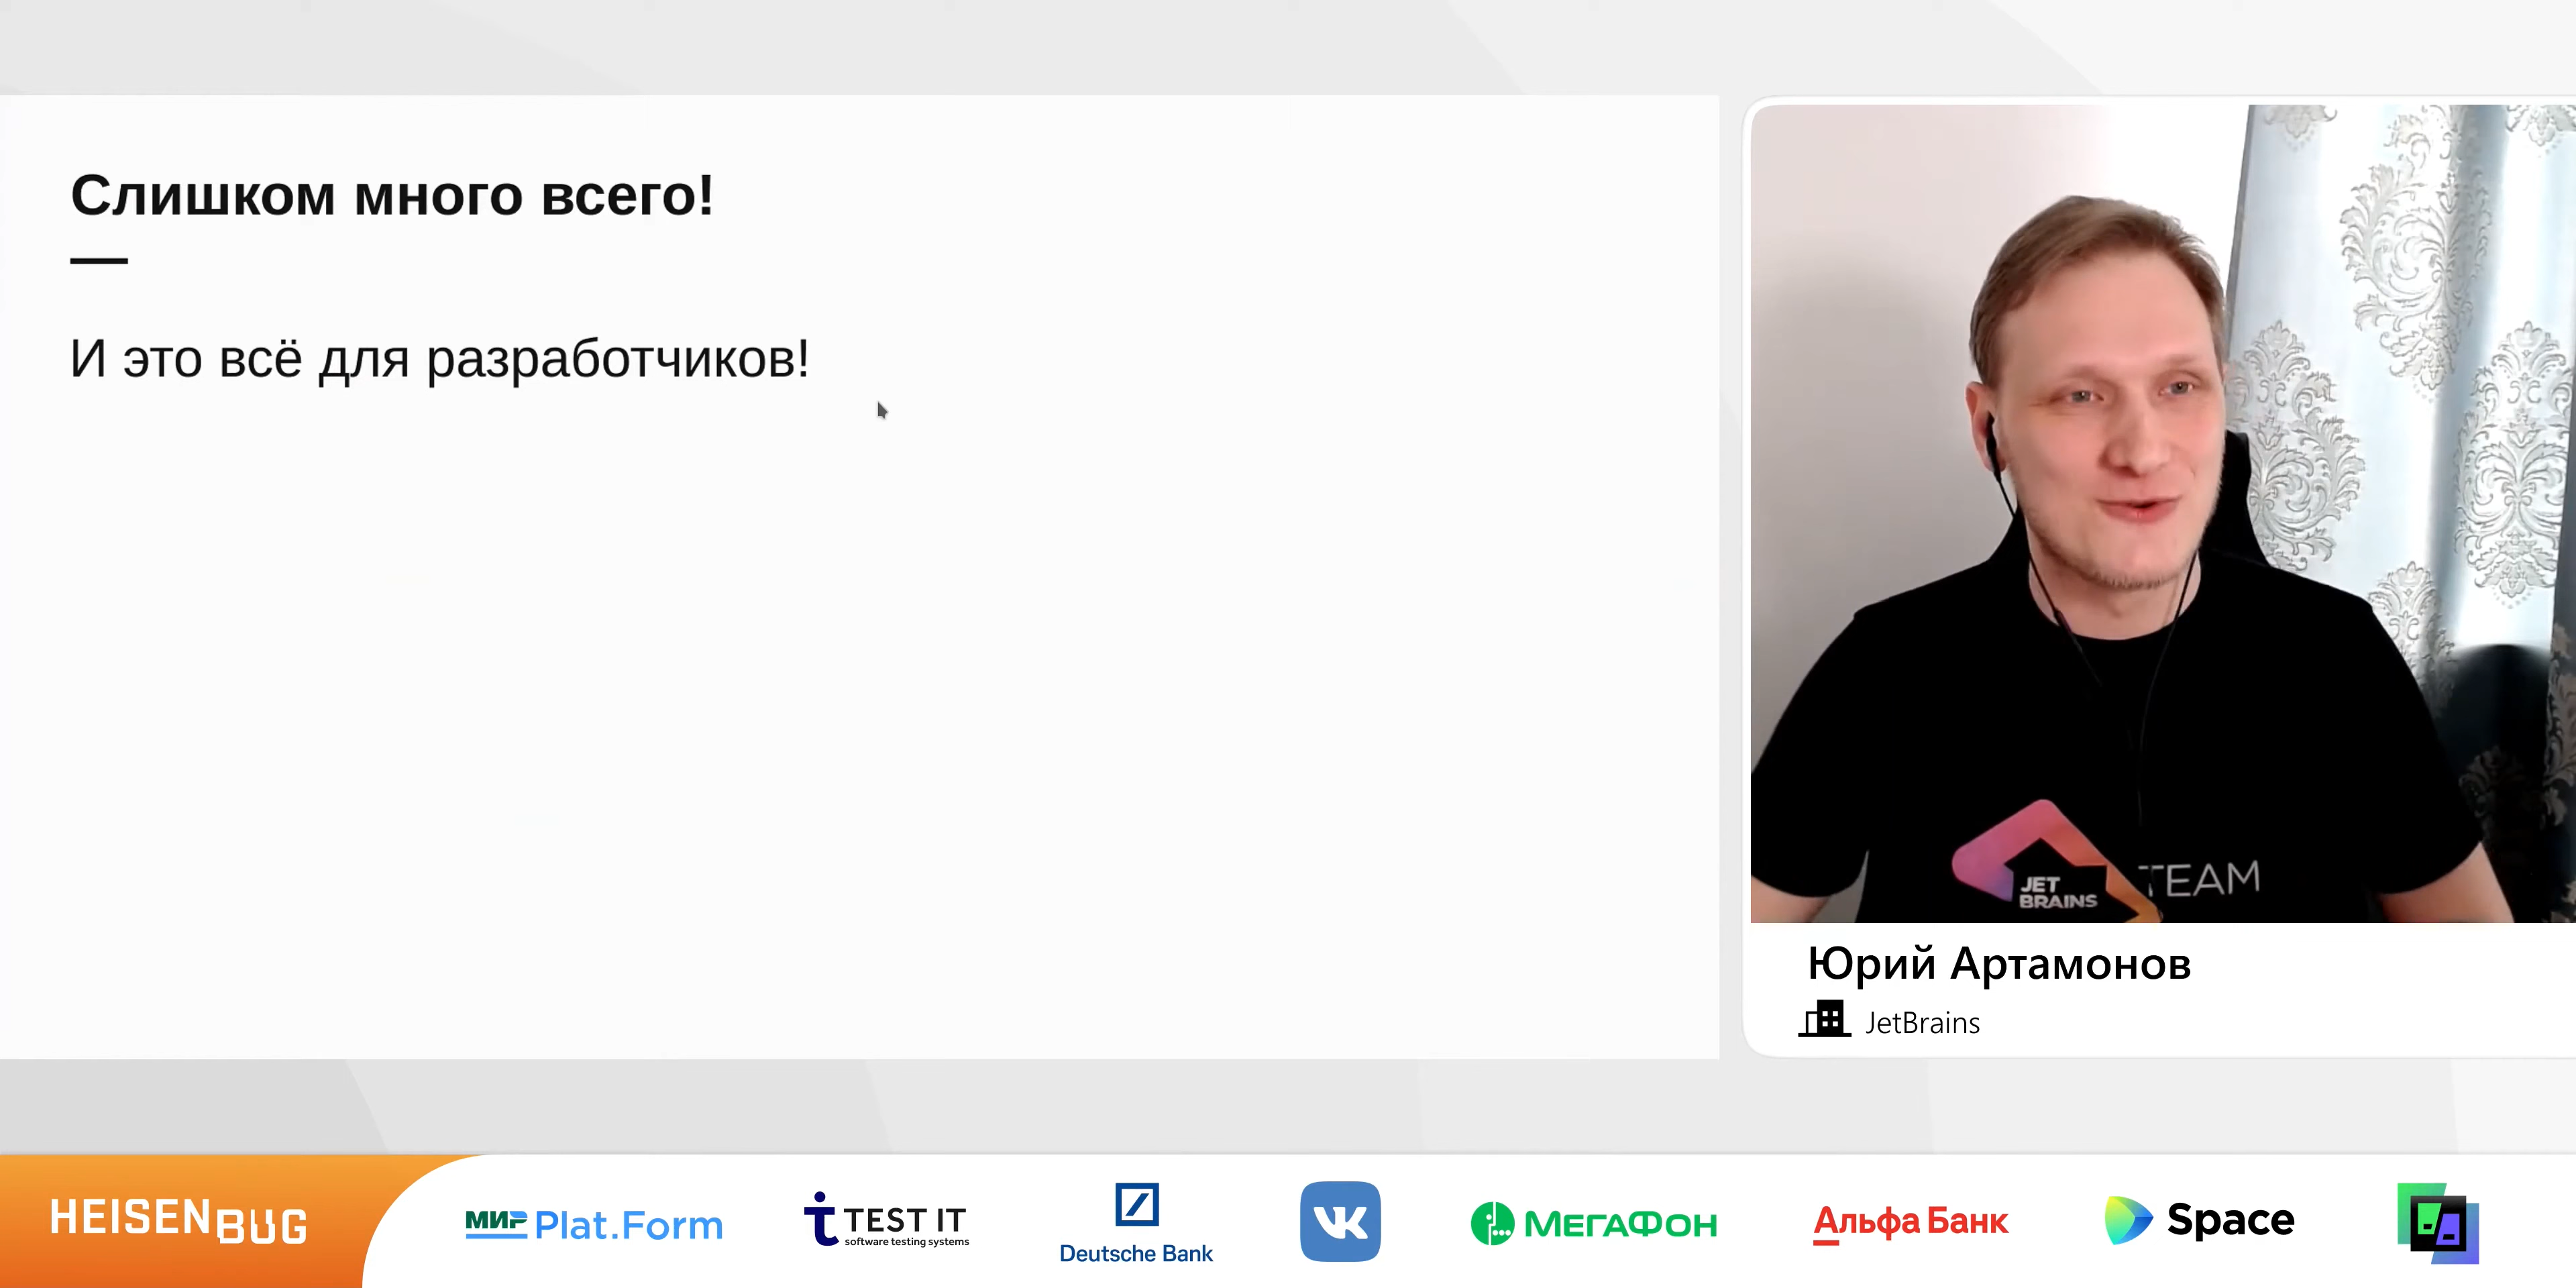 Слишком много всего!
И это всё для разработчиков!
JET
BRAINS
TEAM
Юрий Артамонов
JetBrains
HEISENBUG
МИР Plat.Form
TEST IT
software testing systems
Deutsche Bank
VK
МЕГАФОН
Альфа Банк
Space